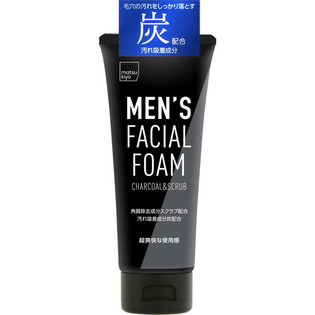 毛穴の汚れをしっかり落とす
炭配合
汚れ吸着成分
matsu
kiyo
MEN'S
FACIAL
FOAM
CHARCOAL&SCRUB
角質除去成分スクラブ配合
汚れ吸着成分炭配合
超爽快な使用感